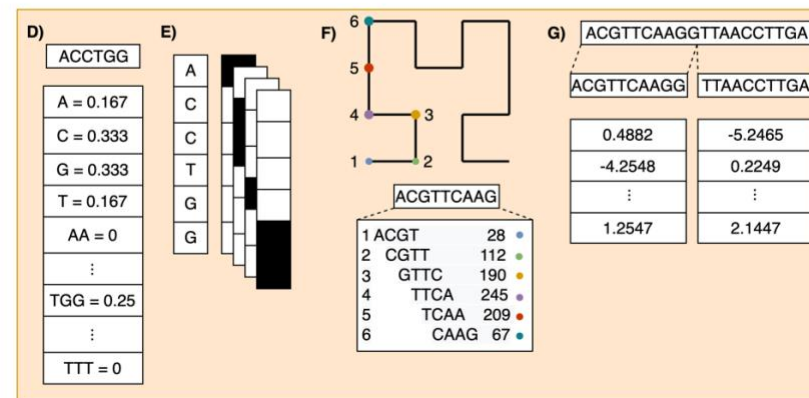 D)
ACCTGG
A = 0.167
C = 0.333
G = 0.333
T = 0.167
AA = 0
⋮
TGG = 0.25
⋮
TTT = 0
E)
A
C
C
T
G
G
F)
6
5
4 3
1 2
ACGTTCAAG
1 ACGT 28
2 CGTT 112
3 GTTC 190
4 TTCA 245
5 TCAA 209
6 CAAG 67
G)
ACGTTCAAGGTTAACCTTGA
ACGTTCAAGG TTAACCTTGA
0.4882 -5.2465
-4.2548 0.2249
⋮ ⋮
1.2547 2.1447